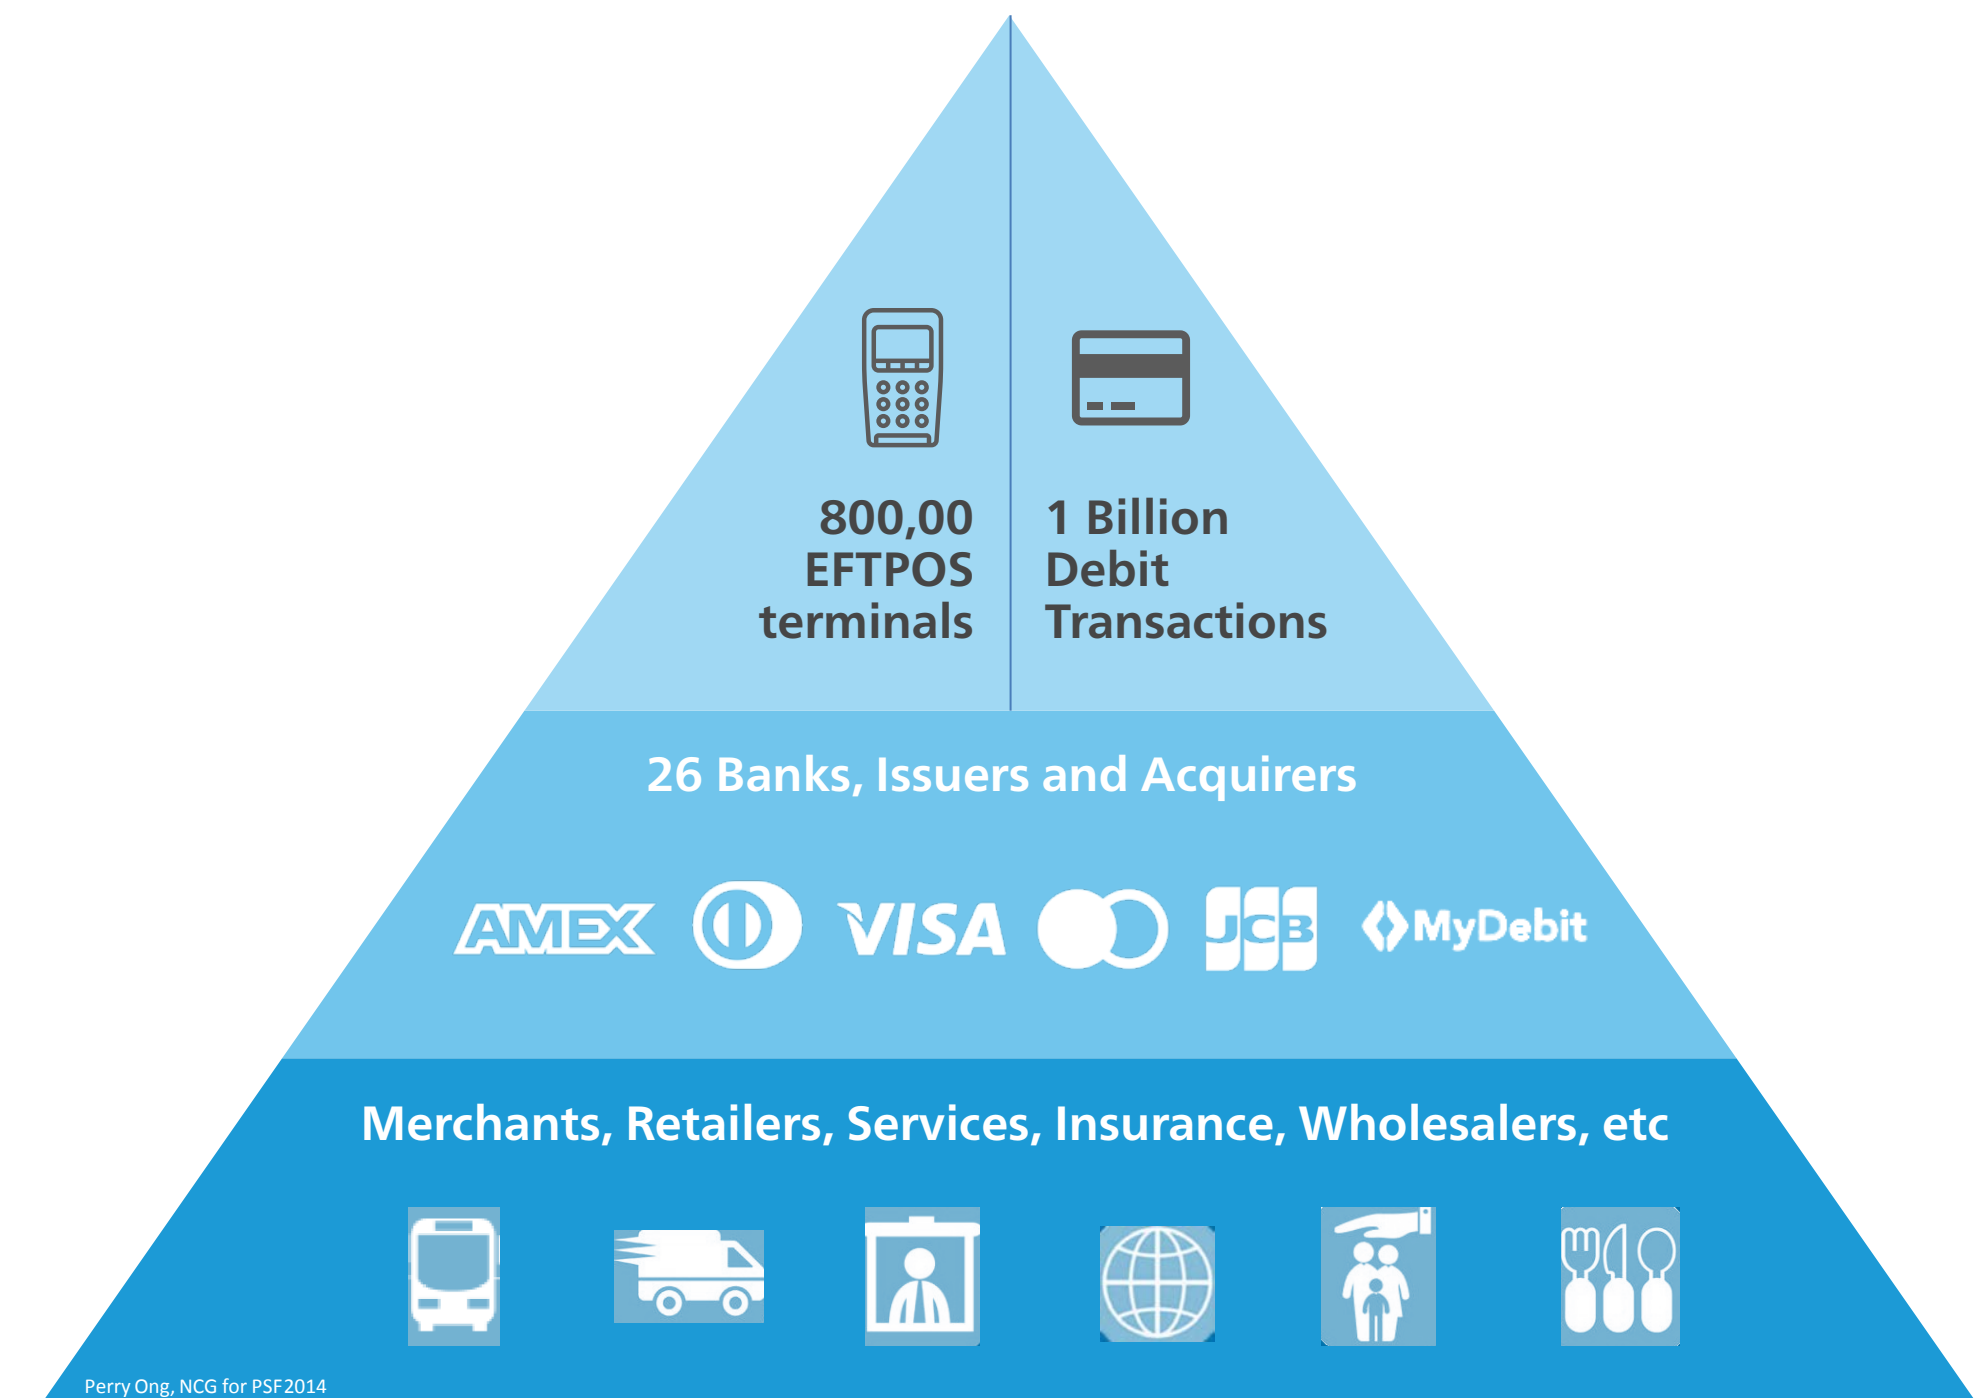 800,00
EFTPOS
terminals
1 Billion
Debit
Transactions
26 Banks, Issuers and Acquirers
AMEX
VISA
JCB
MyDebit
Merchants, Retailers, Services, Insurance, Wholesalers, etc
Perry Ong, NCG for PSF2014